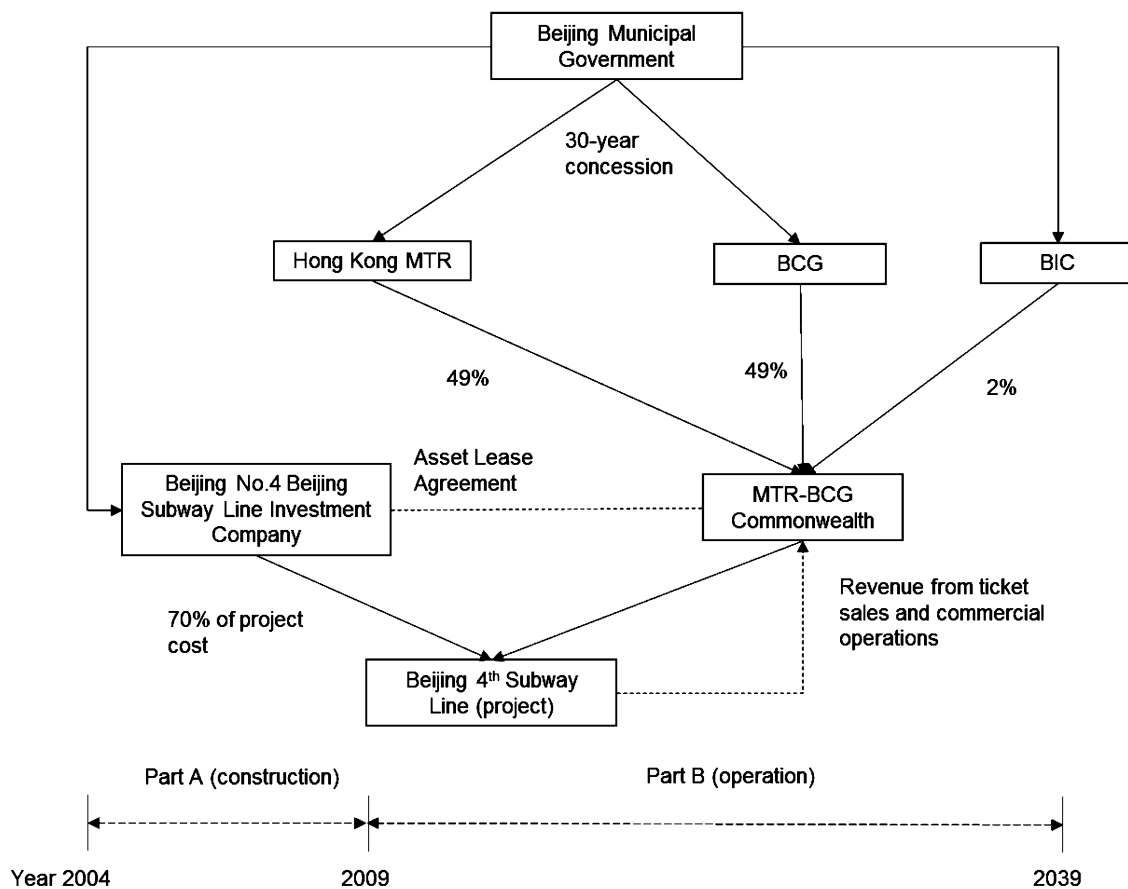 Beijing Municipal
Government
30-year
concession
Hong Kong MTR
BCG
BIC
49%
49%
2%
Asset Lease
Agreement
Beijing No.4 Beijing
Subway Line Investment
Company
MTR-BCG
Commonwealth
70% of project
cost
Revenue from ticket
sales and commercial
operations
Beijing 4th Subway
Line (project)
Part A (construction)
Part B (operation)
Year 2004
2009
2039